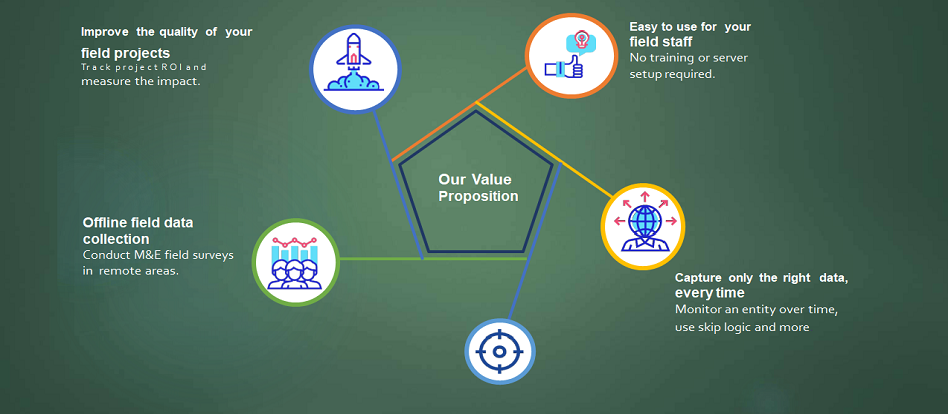 Improve the quality of your
field projects
Track project ROI and
measure the impact.
Easy to use for your
field staff
No training or server
setup required.
Our Value
Proposition
Offline field data
collection
Conduct M&E field surveys
in remote areas.
Capture only the right data,
every time
Monitor an entity over time,
use skip logic and more